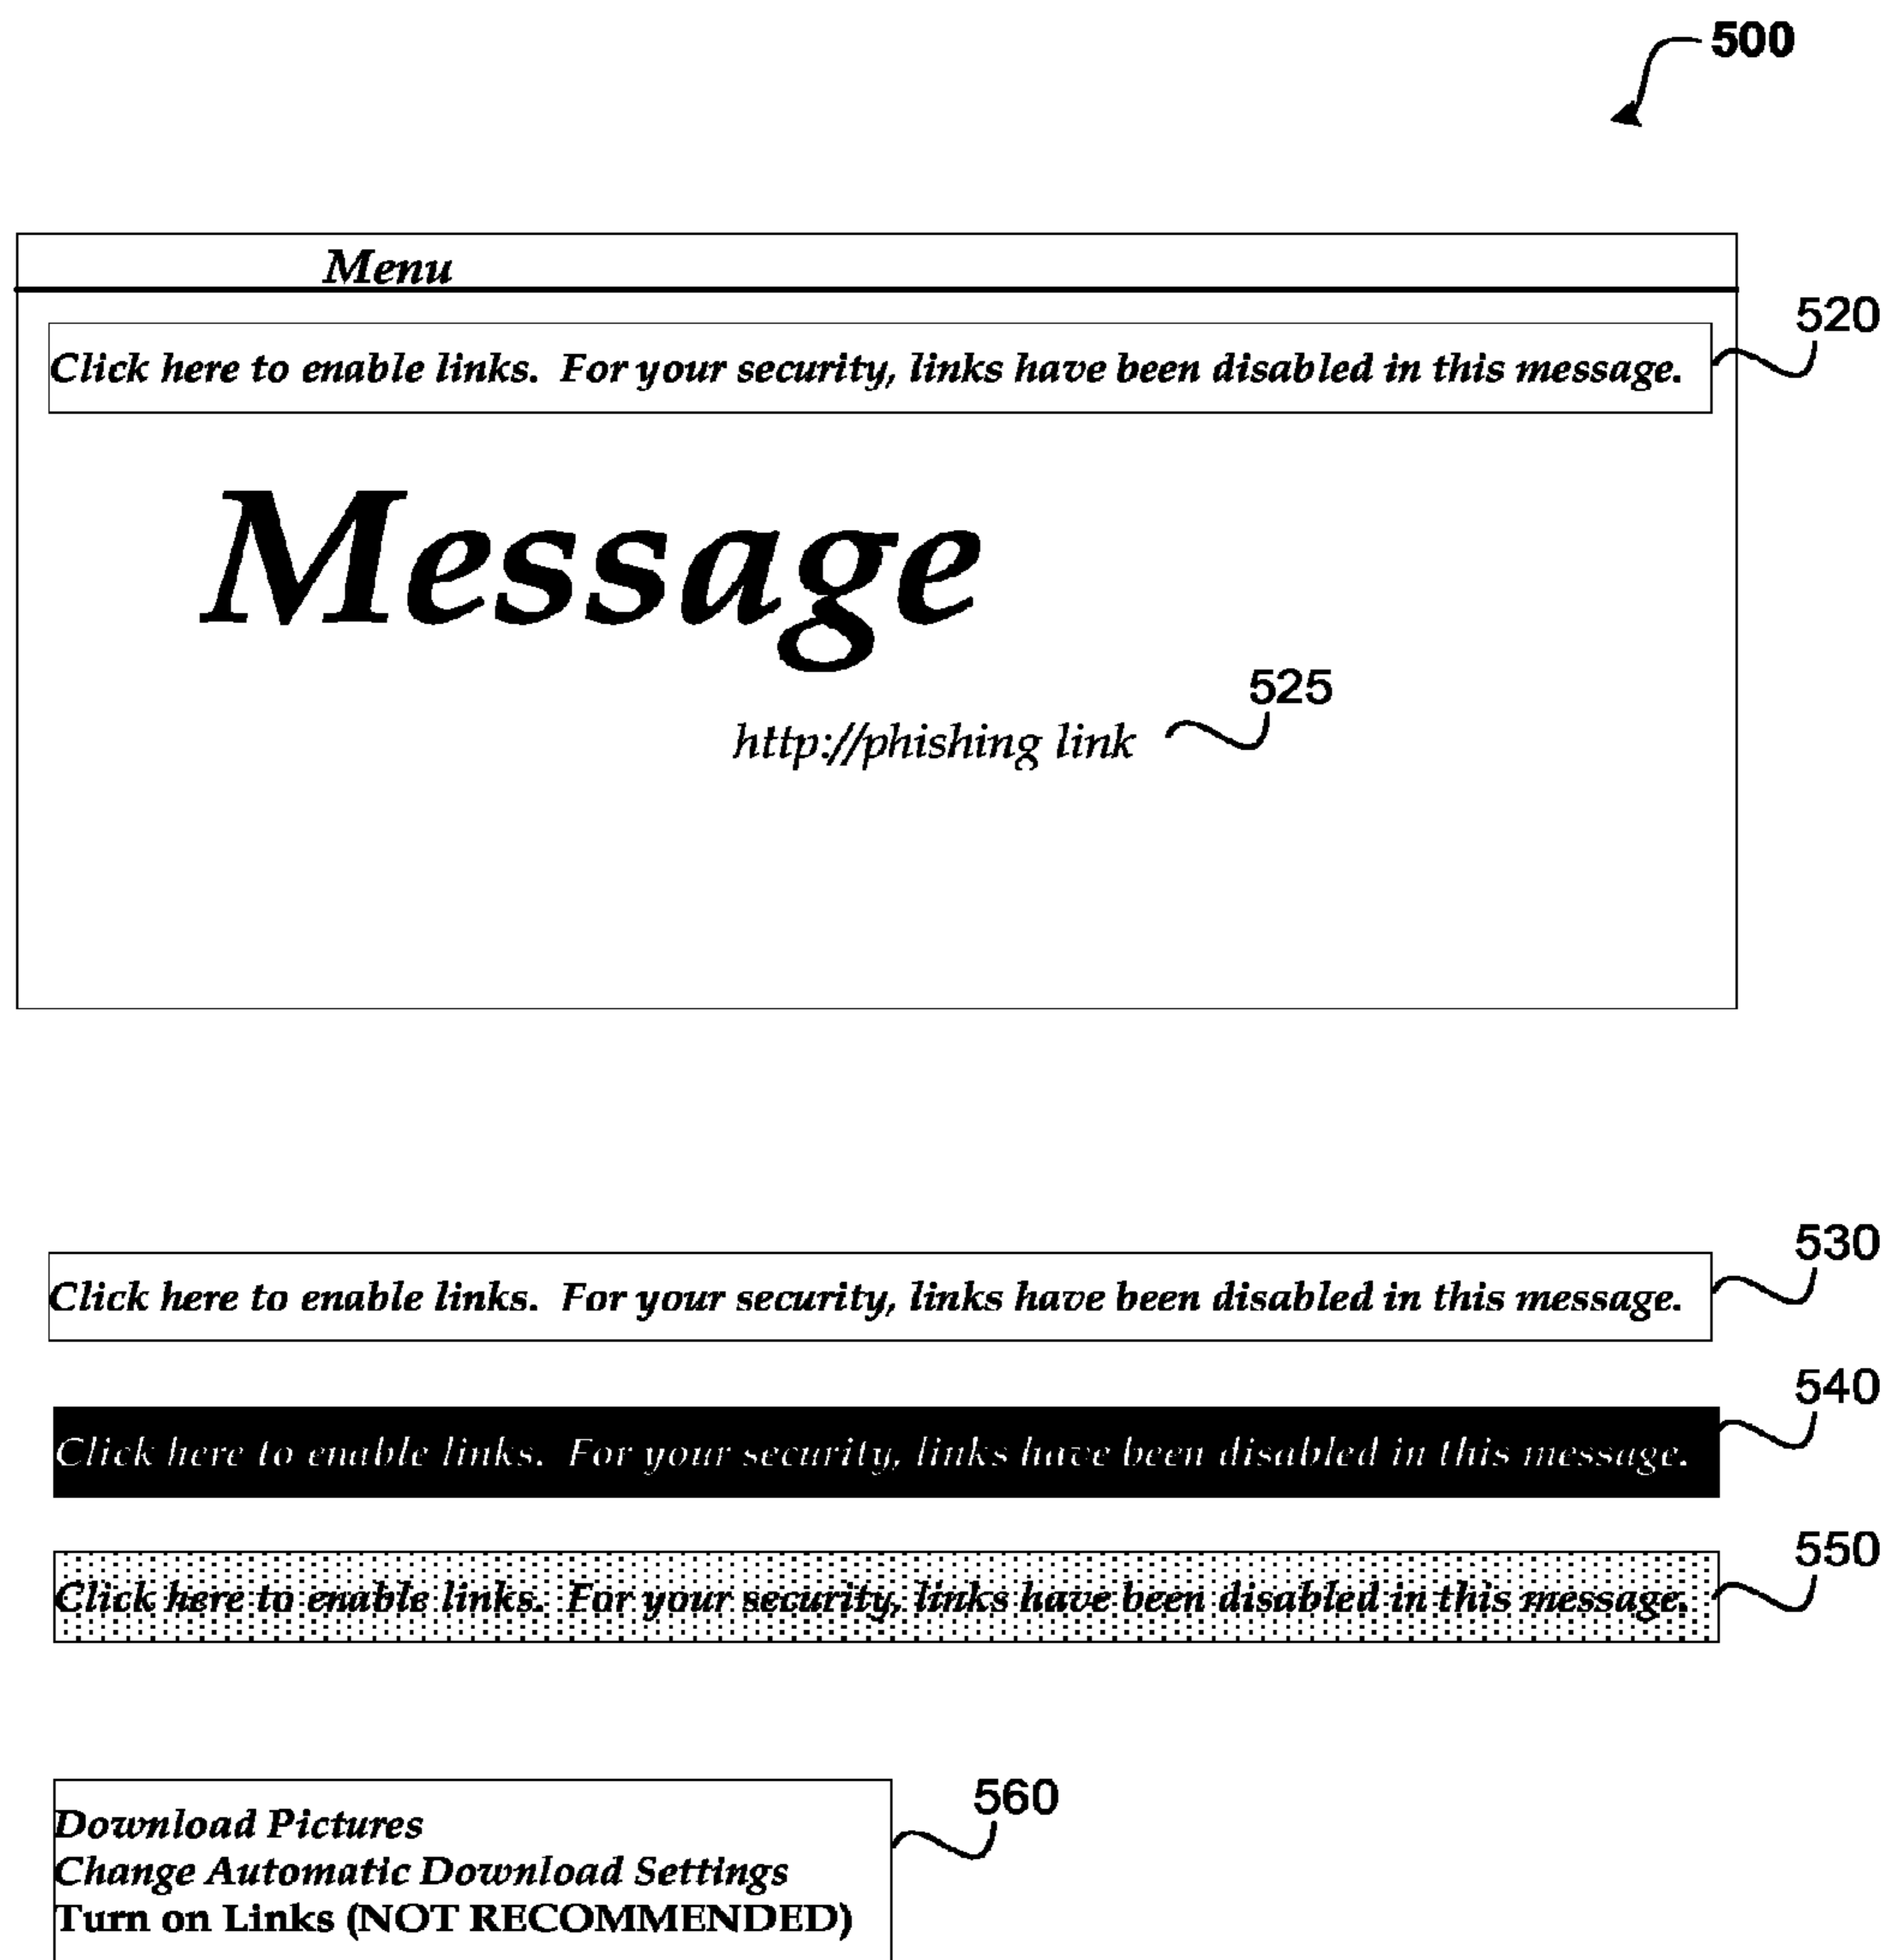 500
Menu
520
Click here to enable links.  For your security, links have been disabled in this message.
Message
525
http://phishing link
530
Click here to enable links.  For your security, links have been disabled in this message.
540
Click here to enable links.  For your security, links have been disabled in this message.
550
Click here to enable links.  For your security, links have been disabled in this message.
560
Download Pictures
Change Automatic Download Settings
Turn on Links (NOT RECOMMENDED)